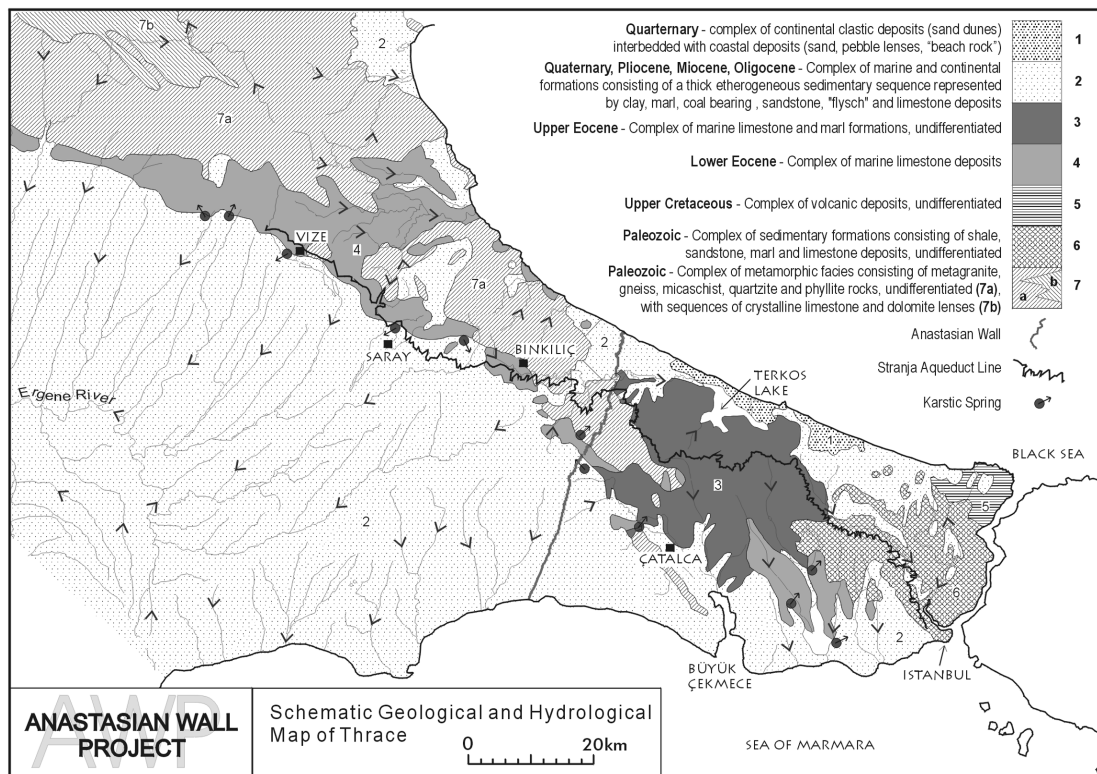 7b
2
7a
VIZE
4
7a
SARAY
BINKILIÇ
2
TERKOS
LAKE
Ergene River
1
BLACK SEA
3
5
2
ÇATALCA
6
2
BÜYÜK
ÇEKMECE
ISTANBUL
SEA OF MARMARA
Quarternary - complex of continental clastic deposits (sand dunes)
interbedded with coastal deposits (sand, pebble lenses, “beach rock”)
1
Quaternary, Pliocene, Miocene, Oligocene - Complex of marine and continental
formations consisting of a thick etherogeneous sedimentary sequence represented
by clay, marl, coal bearing , sandstone, "flysch" and limestone deposits
2
Upper Eocene - Complex of marine limestone and marl formations, undifferentiated
3
Lower Eocene - Complex of marine limestone deposits
4
Upper Cretaceous - Complex of volcanic deposits, undifferentiated
5
Paleozoic - Complex of sedimentary formations consisting of shale,
sandstone, marl and limestone deposits, undifferentiated
6
Paleozoic - Complex of metamorphic facies consisting of metagranite,
gneiss, micaschist, quartzite and phyllite rocks, undifferentiated (7a),
with sequences of crystalline limestone and dolomite lenses (7b)
a
b
7
Anastasian Wall
Stranja Aqueduct Line
Karstic Spring
AWP
ANASTASIAN WALL
PROJECT
Schematic Geological and Hydrological
Map of Thrace
0
20km